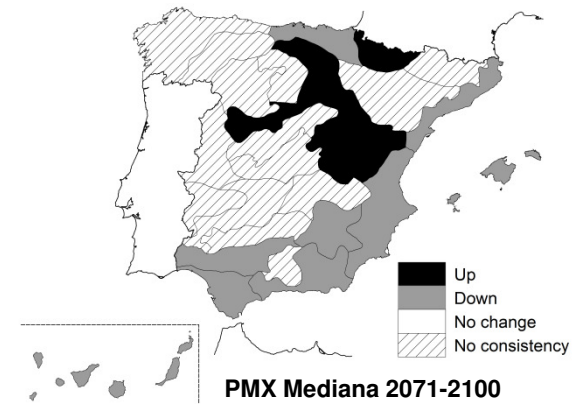 Up
Down
No change
No consistency
PMX Mediana 2071-2100